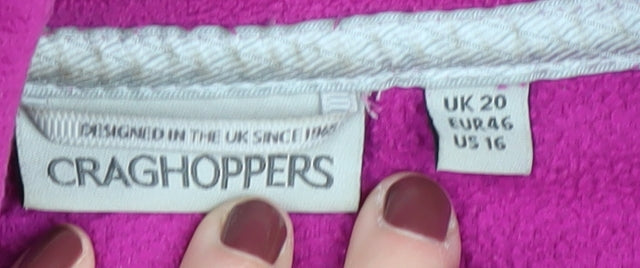 DESIGNED IN THE UK SINCE 1965
CRAGHOPPERS
UK 20
EUR 46
US 16